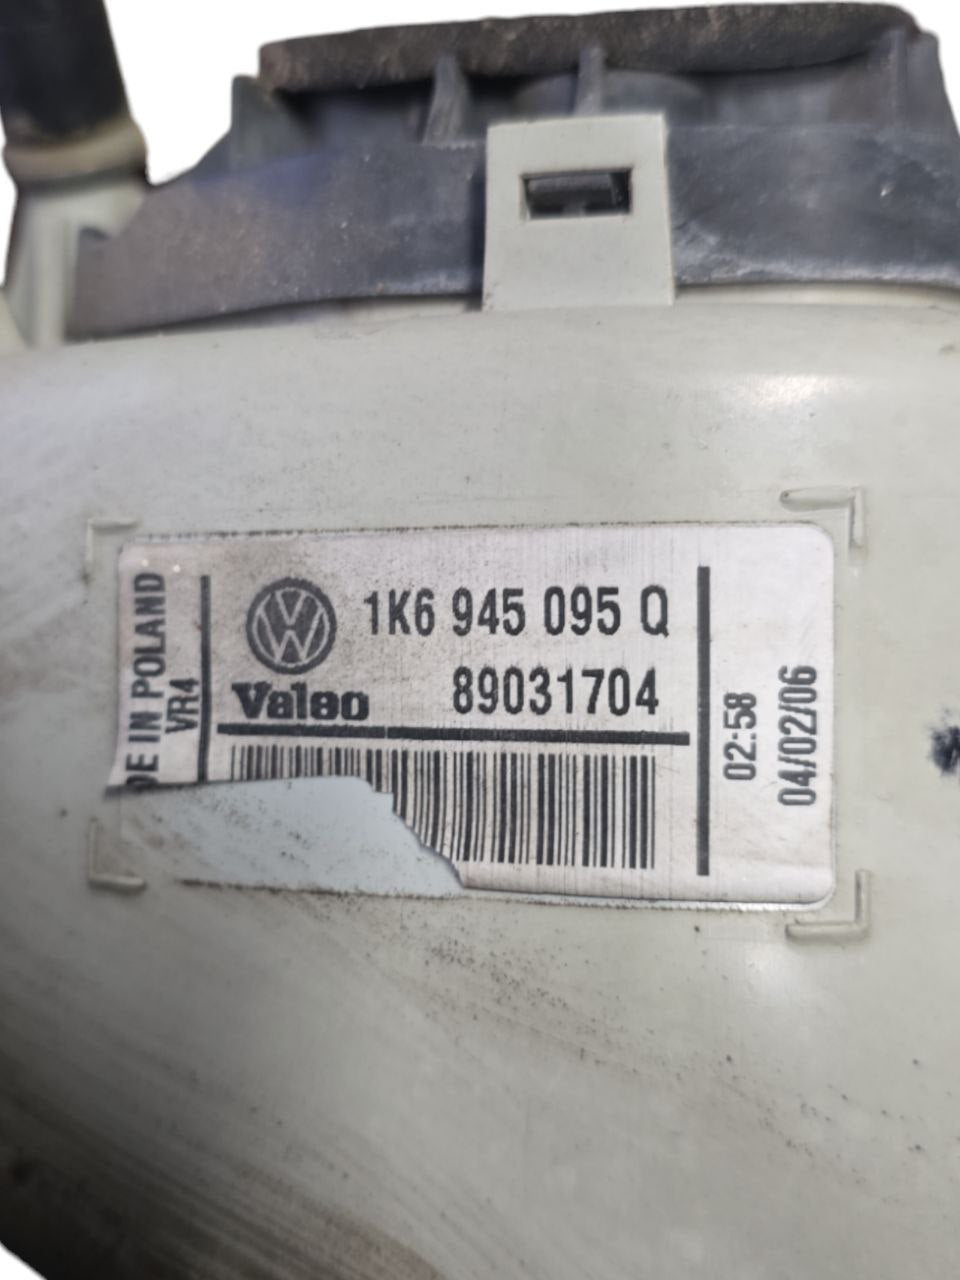 DE IN POLAND
VR4
1K6 945 095 Q
Valeo
89031704
02:58
04/02/06